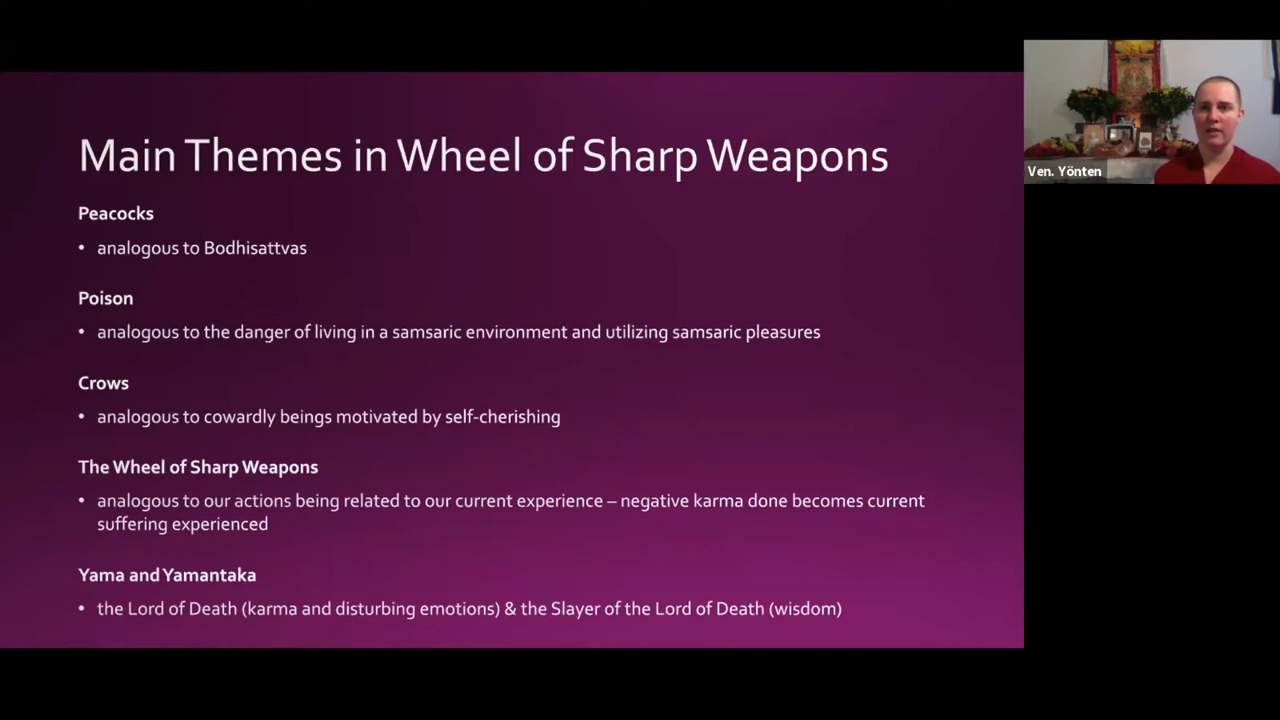 Main Themes in Wheel of Sharp Weapons
Peacocks
• analogous to Bodhisattvas
Poison
• analogous to the danger of living in a samsaric environment and utilizing samsaric pleasures
Crows
• analogous to cowardly beings motivated by self-cherishing
The Wheel of Sharp Weapons
• analogous to our actions being related to our current experience – negative karma done becomes current
suffering experienced
Yama and Yamantaka
• the Lord of Death (karma and disturbing emotions) & the Slayer of the Lord of Death (wisdom)
Ven. Yönten